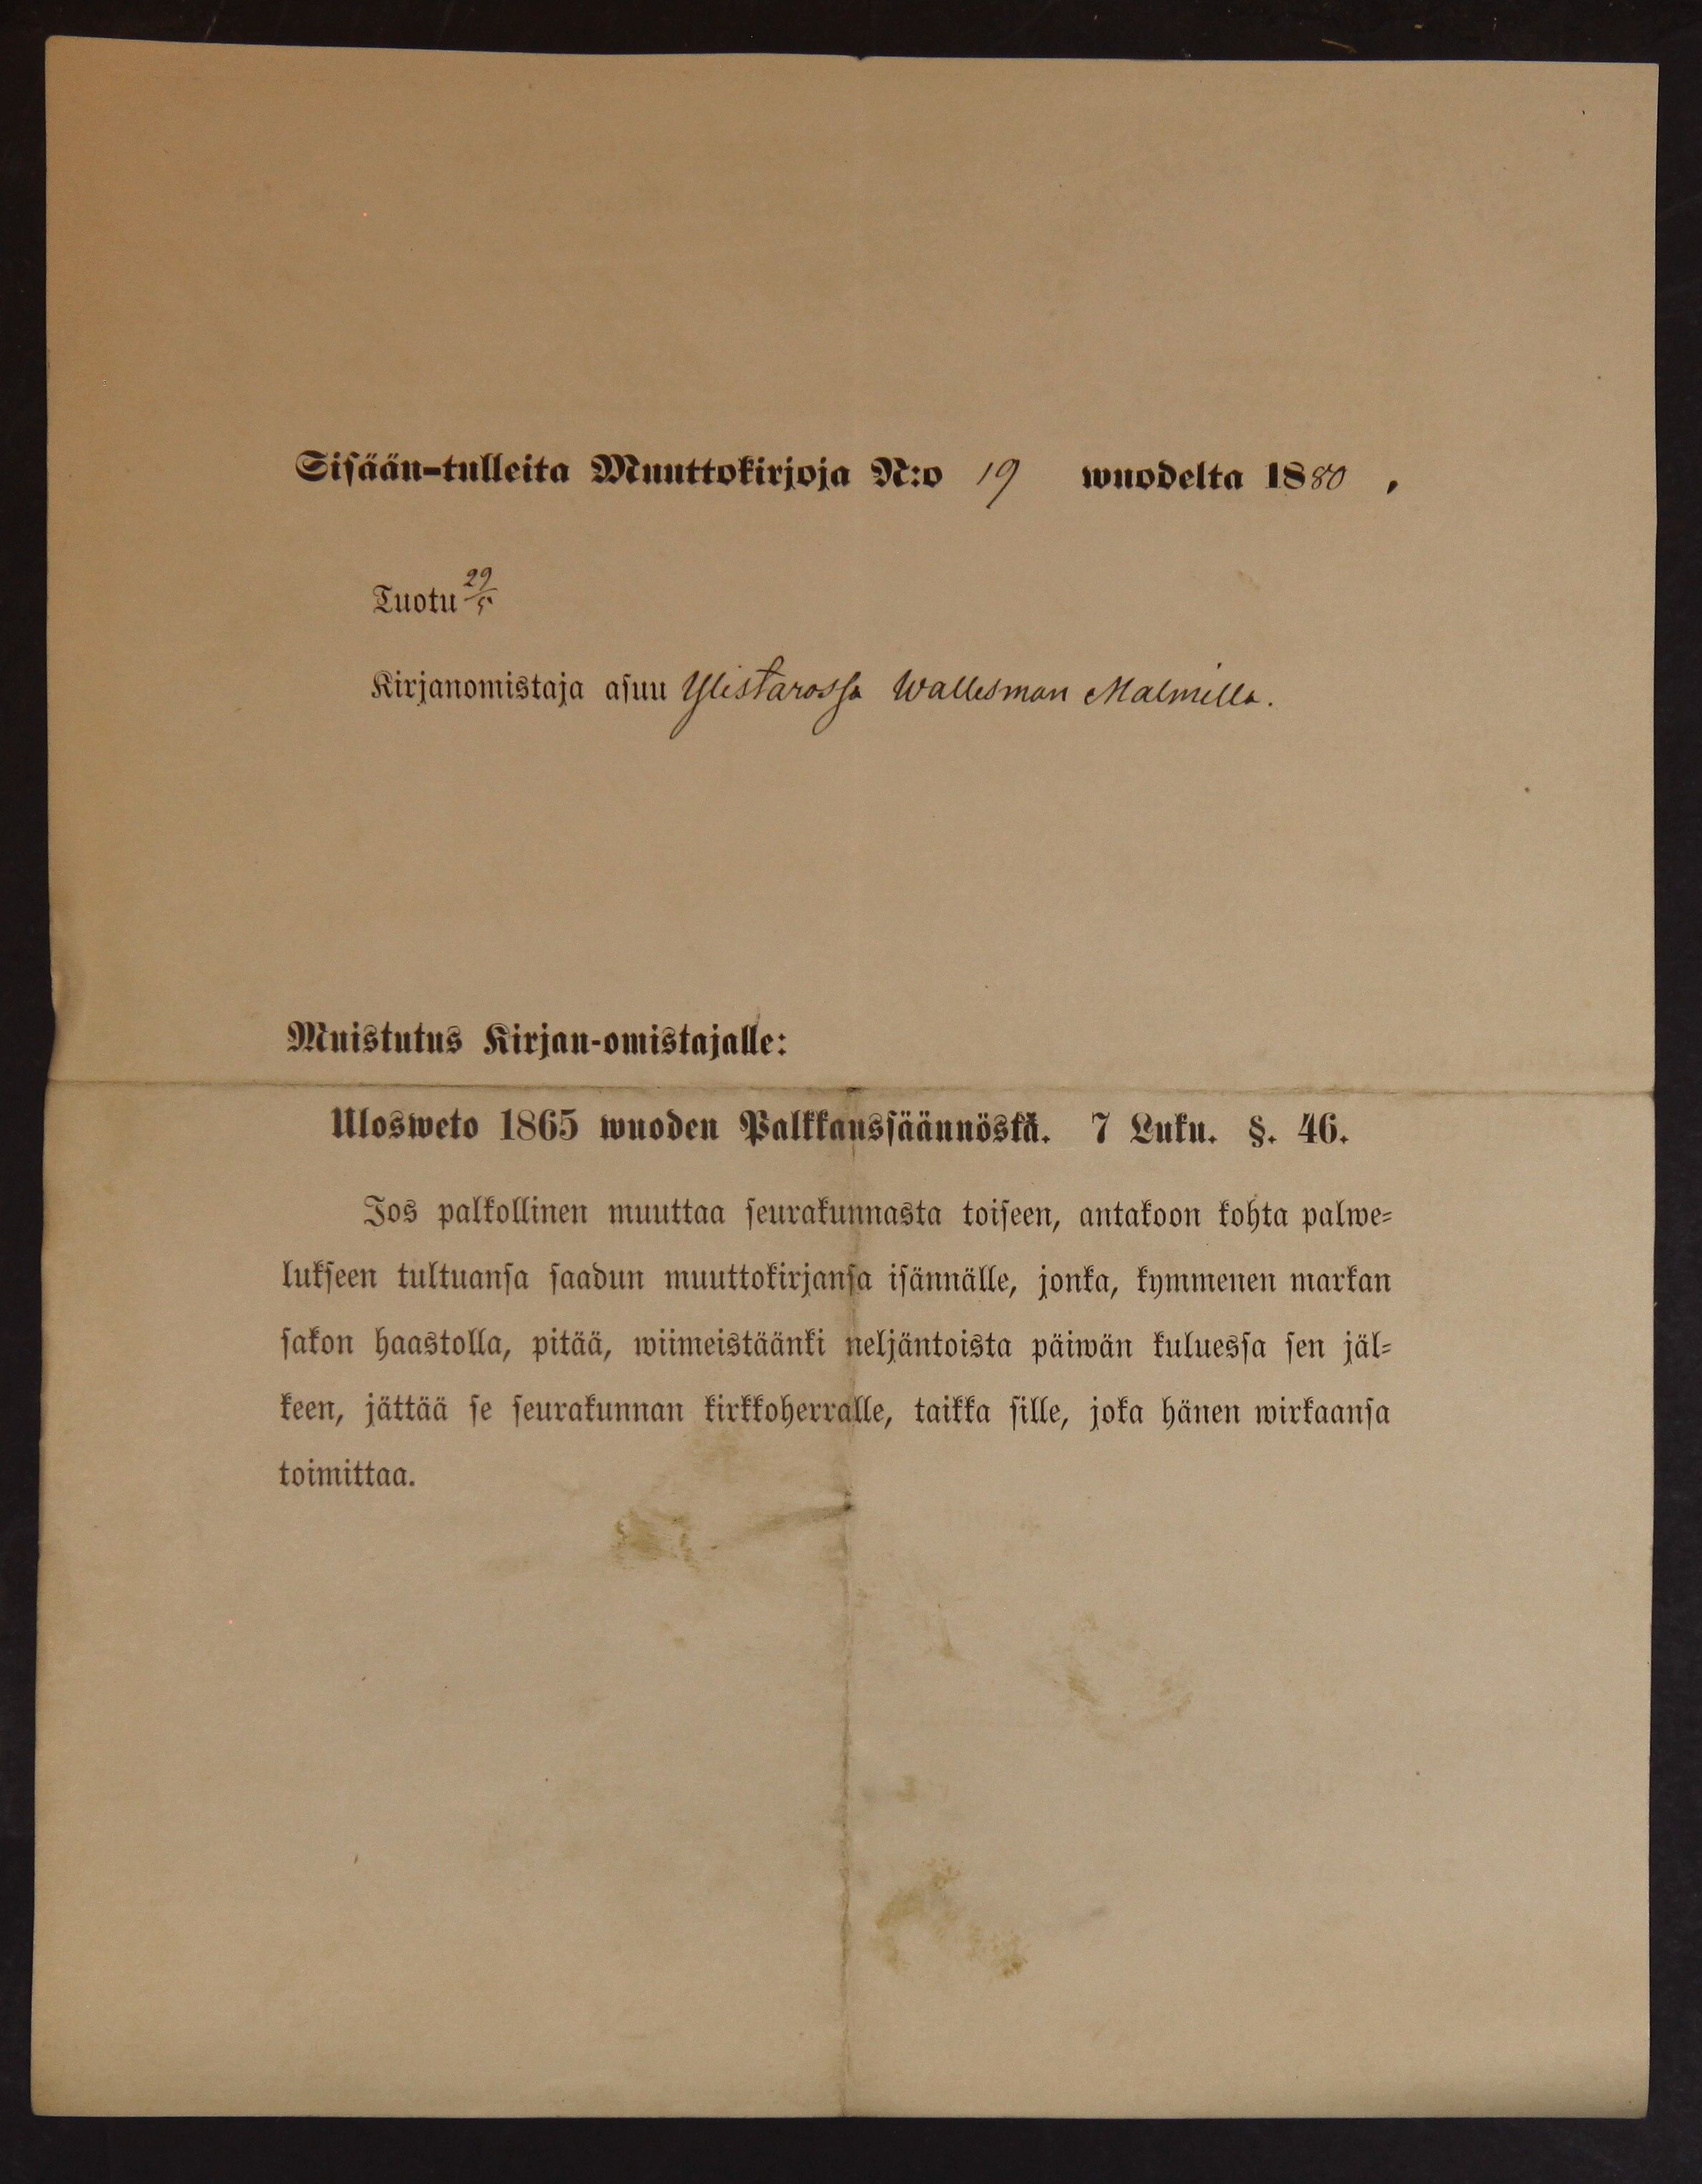 Sisään-tulleita Muuttokirjoja N:o 19 wuodelta 1880,
Tuotu 29/5
Kirjanomistaja asuu Ylistarossa Wallesman Malmilla.
Muistutus Kirjan-omistajalle:
Ulosweto 1865 wuoden Palkkaussäännöskä. 7 Luku. §. 46.
Jos palkollinen muuttaa seurakunnasta toiseen, antakoon kohta palwe-
lukseen tultuansa saadun muuttokirjansa isännälle, jonka, kymmenen markan
sakon haastolla, pitää, wiimeistäänki neljäntoista päiwän kuluessa sen jäl-
keen, jättää se seurakunnan kirkkoherralle, taikka sille, joka hänen wirkaansa
toimittaa.